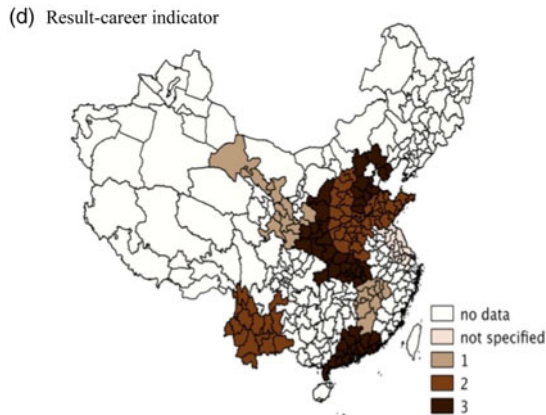 (d) Result-career indicator
no data
not specified
1
2
3